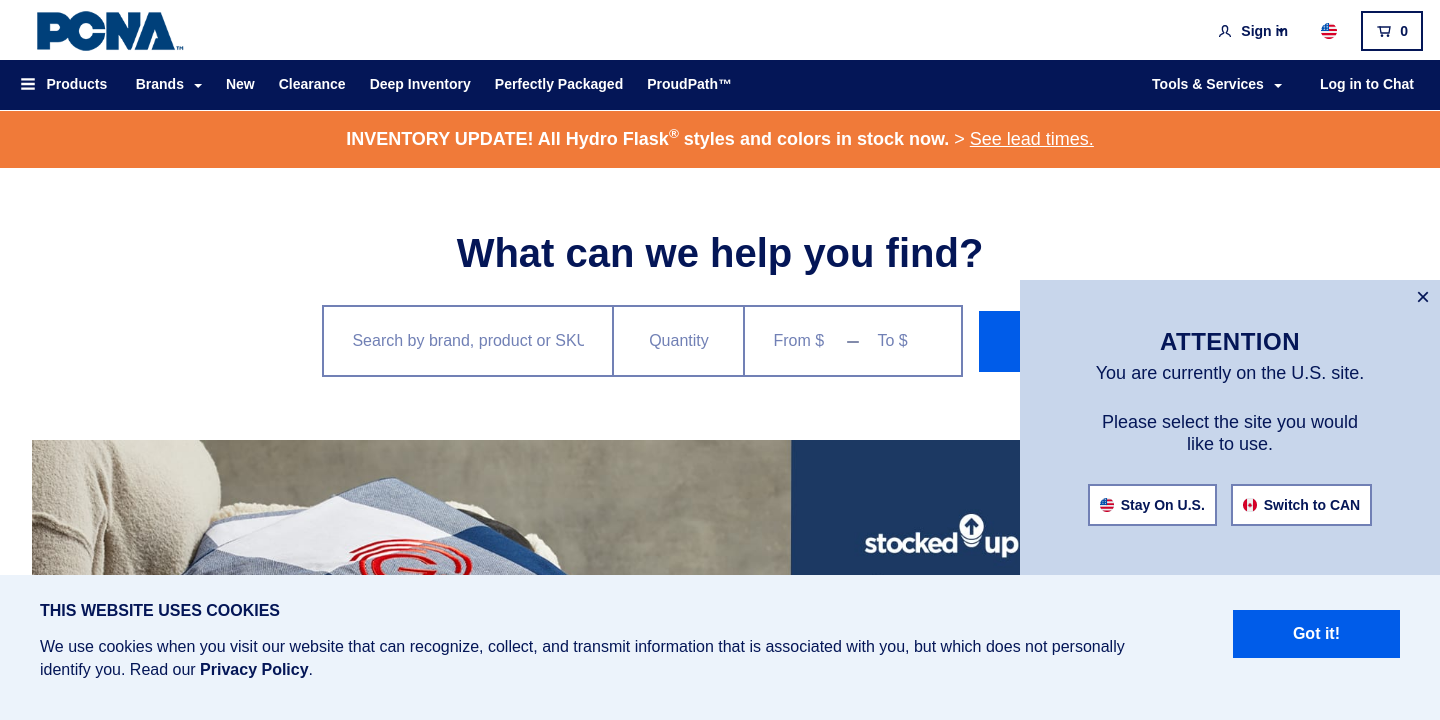 PCNA™
Sign in
0
Products Brands New Clearance Deep Inventory Perfectly Packaged ProudPath™ Tools & Services Log in to Chat
INVENTORY UPDATE! All Hydro Flask® styles and colors in stock now. > See lead times.
What can we help you find?
Search by brand, product or SKU Quantity From $ – To $
×
ATTENTION
You are currently on the U.S. site.
Please select the site you would
like to use.
Stay On U.S. Switch to CAN
stocked up
THIS WEBSITE USES COOKIES
We use cookies when you visit our website that can recognize, collect, and transmit information that is associated with you, but which does not personally
identify you. Read our Privacy Policy.
Got it!